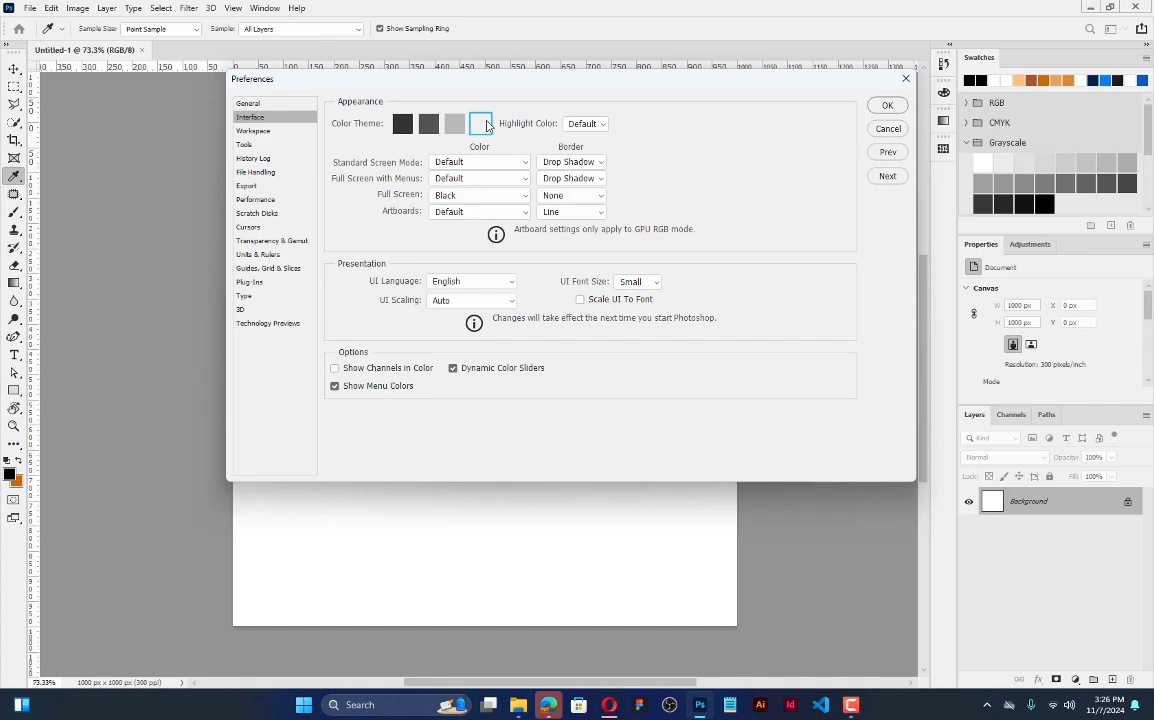 Ps File Edit Image Layer Type Select Filter 3D View Window Help
Sample Size: Point Sample Sample: All Layers Show Sampling Ring
Untitled-1 @ 73.3% (RGB/8) ×
Preferences
General
Interface
Workspace
Tools
History Log
File Handling
Export
Performance
Scratch Disks
Cursors
Transparency & Gamut
Units & Rulers
Guides, Grid & Slices
Plug-Ins
Type
3D
Technology Previews
Appearance
Color Theme: Highlight Color: Default
Color Border
Standard Screen Mode: Default Drop Shadow
Full Screen with Menus: Default Drop Shadow
Full Screen: Black None
Artboards: Default Line
Artboard settings only apply to GPU RGB mode.
Presentation
UI Language: English UI Font Size: Small
UI Scaling: Auto Scale UI To Font
Changes will take effect the next time you start Photoshop.
Options
Show Channels in Color Dynamic Color Sliders
Show Menu Colors
OK
Cancel
Prev
Next
Swatches
RGB
CMYK
Grayscale
Properties Adjustments
Document
Canvas
W 1000 px X 0 px
H 1000 px Y 0 px
Resolution: 300 pixels/inch
Mode
Layers Channels Paths
Kind
Normal Opacity: 100%
Lock: Fill: 100%
Background
73.33% 1000 px x 1000 px (300 ppi)
Search
Ps Ai Id
3:26 PM
11/7/2024